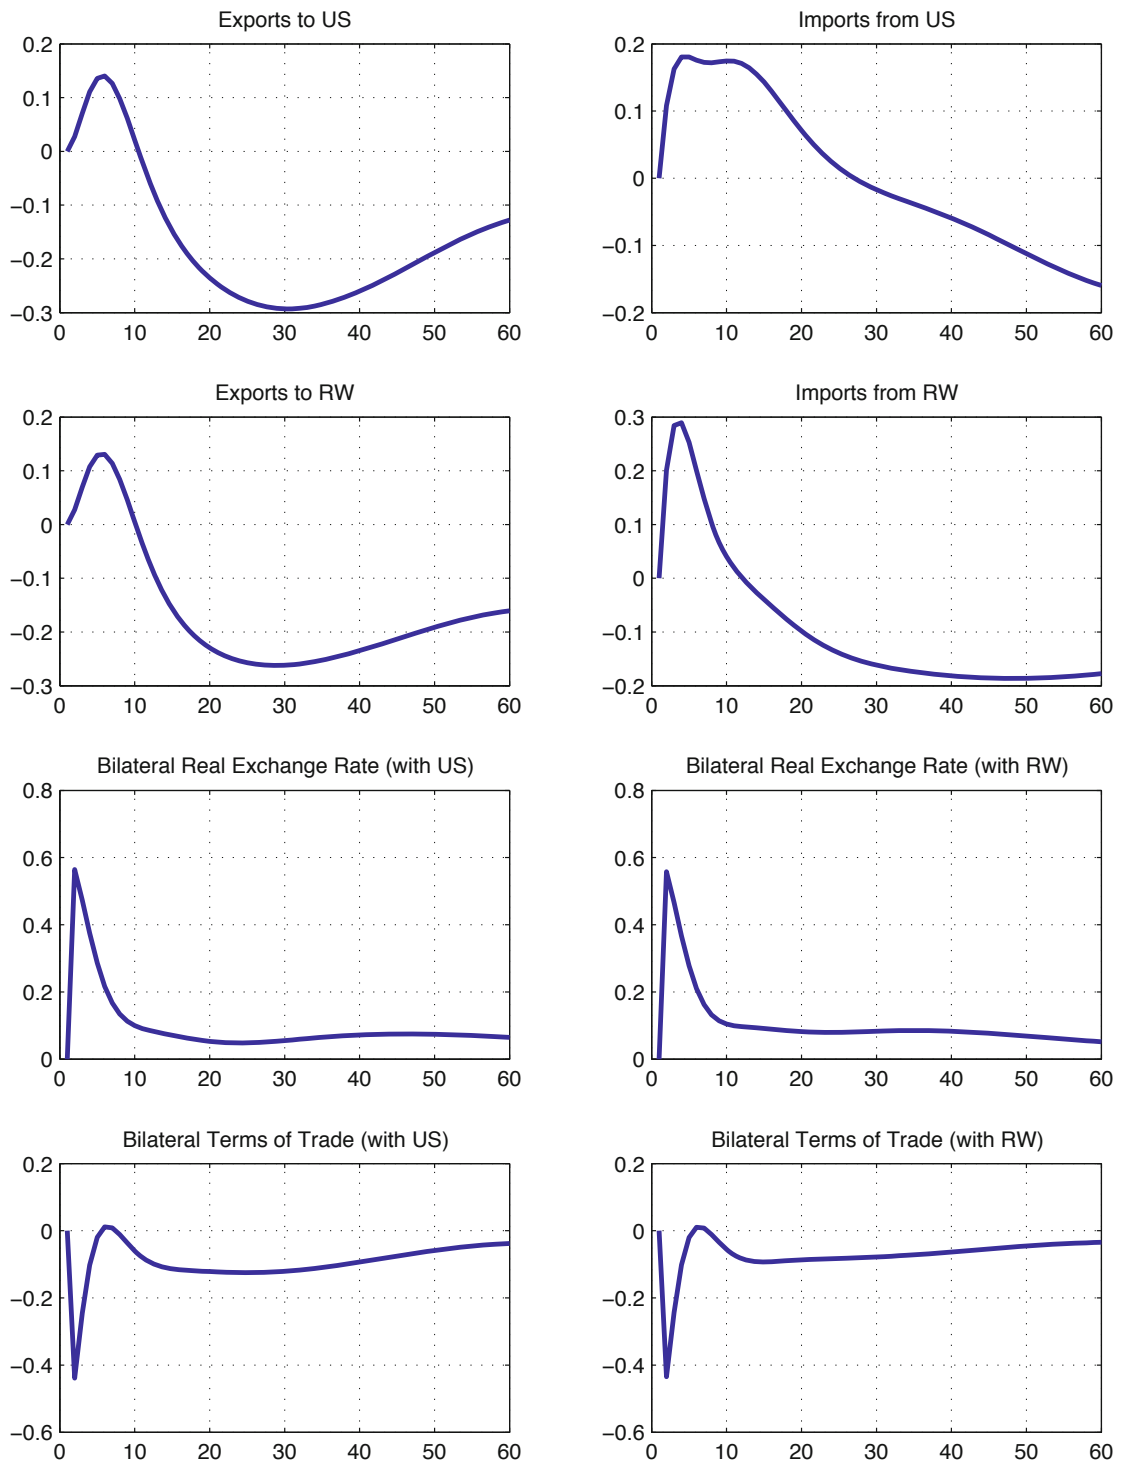 Exports to US
0.2
0.1
0
−0.1
−0.2
−0.3
0 10 20 30 40 50 60
Imports from US
0.2
0.1
0
−0.1
−0.2
0 10 20 30 40 50 60
Exports to RW
0.2
0.1
0
−0.1
−0.2
−0.3
0 10 20 30 40 50 60
Imports from RW
0.3
0.2
0.1
0
−0.1
−0.2
0 10 20 30 40 50 60
Bilateral Real Exchange Rate (with US)
0.8
0.6
0.4
0.2
0
0 10 20 30 40 50 60
Bilateral Real Exchange Rate (with RW)
0.8
0.6
0.4
0.2
0
0 10 20 30 40 50 60
Bilateral Terms of Trade (with US)
0.2
0
−0.2
−0.4
−0.6
0 10 20 30 40 50 60
Bilateral Terms of Trade (with RW)
0.2
0
−0.2
−0.4
−0.6
0 10 20 30 40 50 60